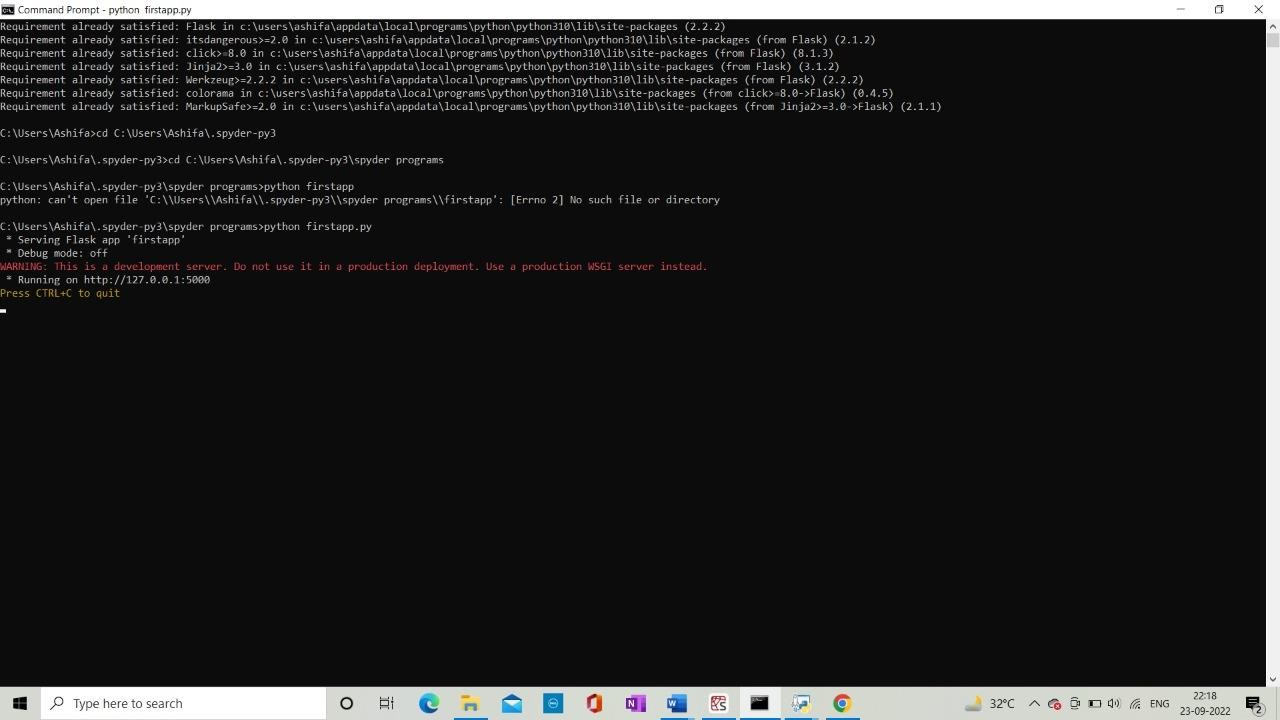 Command Prompt - python firstapp.py
Requirement already satisfied: Flask in c:\users\ashifa\appdata\local\programs\python\python310\lib\site-packages (2.2.2)
Requirement already satisfied: itsdangerous>=2.0 in c:\users\ashifa\appdata\local\programs\python\python310\lib\site-packages (from Flask) (2.1.2)
Requirement already satisfied: click>=8.0 in c:\users\ashifa\appdata\local\programs\python\python310\lib\site-packages (from Flask) (8.1.3)
Requirement already satisfied: Jinja2>=3.0 in c:\users\ashifa\appdata\local\programs\python\python310\lib\site-packages (from Flask) (3.1.2)
Requirement already satisfied: Werkzeug>=2.2.2 in c:\users\ashifa\appdata\local\programs\python\python310\lib\site-packages (from Flask) (2.2.2)
Requirement already satisfied: colorama in c:\users\ashifa\appdata\local\programs\python\python310\lib\site-packages (from click>=8.0->Flask) (0.4.5)
Requirement already satisfied: MarkupSafe>=2.0 in c:\users\ashifa\appdata\local\programs\python\python310\lib\site-packages (from Jinja2>=3.0->Flask) (2.1.1)
C:\Users\Ashifa>cd C:\Users\Ashifa\.spyder-py3
C:\Users\Ashifa\.spyder-py3>cd C:\Users\Ashifa\.spyder-py3\spyder programs
C:\Users\Ashifa\.spyder-py3\spyder programs>python firstapp
python: can't open file 'C:\\Users\\Ashifa\\.spyder-py3\\spyder programs\\firstapp': [Errno 2] No such file or directory
C:\Users\Ashifa\.spyder-py3\spyder programs>python firstapp.py
* Serving Flask app 'firstapp'
* Debug mode: off
WARNING: This is a development server. Do not use it in a production deployment. Use a production WSGI server instead.
* Running on http://127.0.0.1:5000
Press CTRL+C to quit
Type here to search
32°C
ENG
22:18
23-09-2022
2